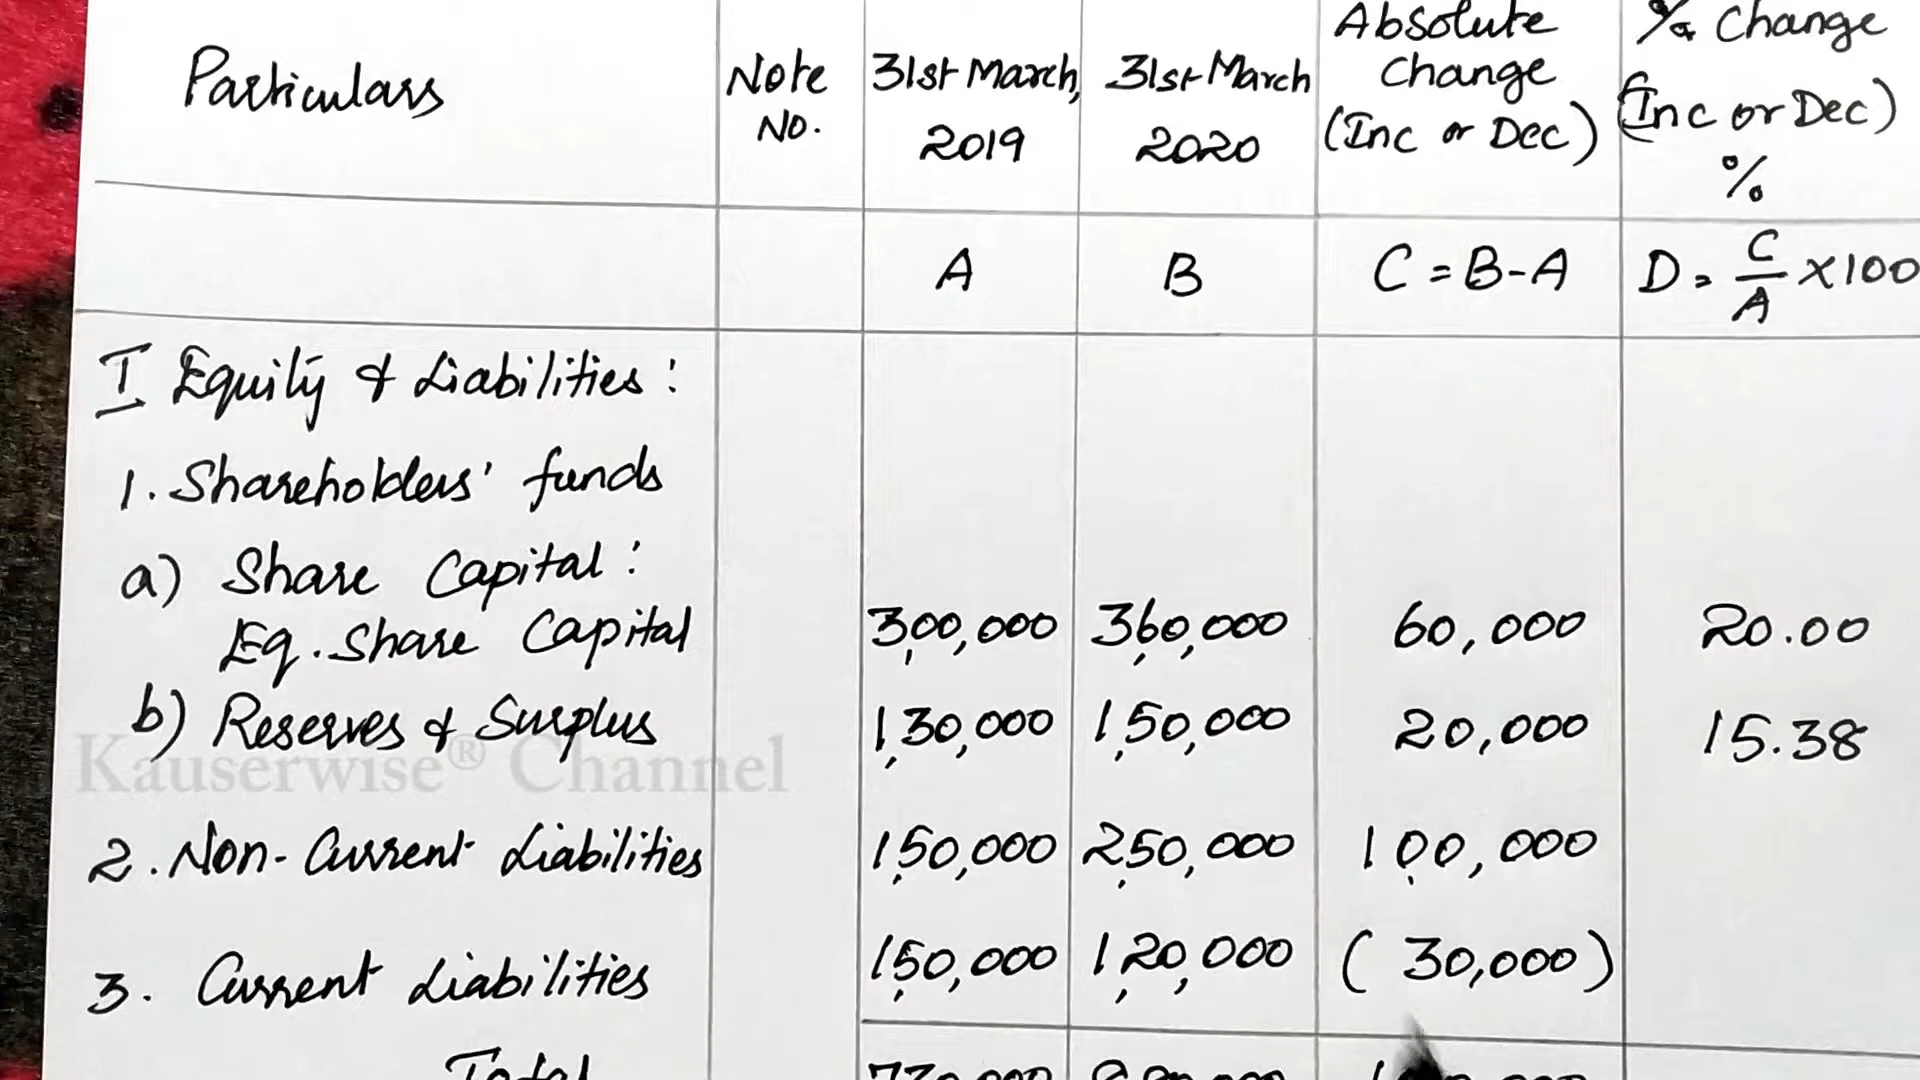 Particulars Note No. 31st March, 2019 31st March 2020 Absolute Change (Inc or Dec) % Change (Inc or Dec) %
A B C = B-A D = C/A ×100
I Equity & Liabilities :
1. Shareholders' funds
a) Share Capital :
Eq. Share Capital 300,000 360,000 60,000 20.00
b) Reserves & Surplus 1,30,000 1,50,000 20,000 15.38
Kauserwise® Channel
2. Non-Current Liabilities 1,50,000 2,50,000 1,00,000
3. Current Liabilities 1,50,000 1,20,000 (30,000)
Total